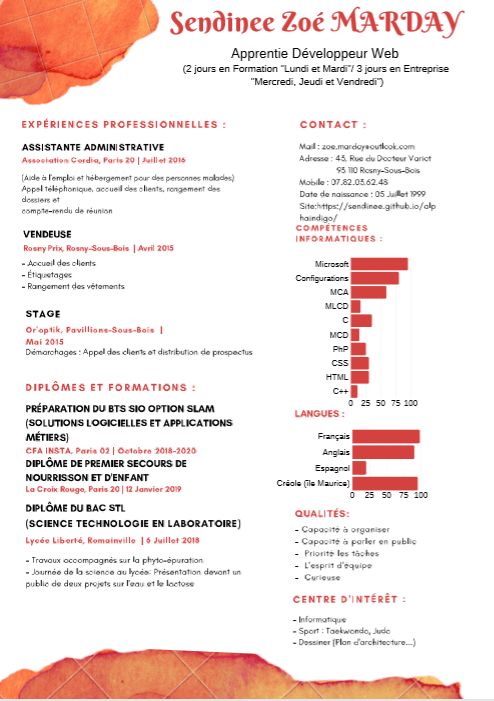 Sendinee Zoé MARDAY
Apprentie Développeur Web
(2 jours en Formation "Lundi et Mardi"/ 3 jours en Entreprise
"Mercredi, Jeudi et Vendredi")
EXPÉRIENCES PROFESSIONNELLES :
ASSISTANTE ADMINISTRATIVE
Association Cordia, Paris 20 | Juillet 2016
(Aide à l'emploi et hébergement pour des personnes malades)
Appel téléphonique, accueil des clients, rangement des
dossiers et
compte-rendu de réunion
VENDEUSE
Rosny Prix, Rosny-Sous-Bois | Avril 2015
- Accueil des clients
- Étiquetages
- Rangement des vêtements
STAGE
Or'optik, Pavillions-Sous-Bois |
Mai 2015
Démarchages : Appel des clients et distribution de prospectus
DIPLÔMES ET FORMATIONS :
PRÉPARATION DU BTS SIO OPTION SLAM
(SOLUTIONS LOGICIELLES ET APPLICATIONS
MÉTIERS)
CFA INSTA, Paris 02 | Octobre 2018-2020
DIPLÔME DE PREMIER SECOURS DE
NOURRISSON ET D'ENFANT
La Croix Rouge, Paris 20 | 12 Janvier 2019
DIPLÔME DU BAC STL
(SCIENCE TECHNOLOGIE EN LABORATOIRE)
Lycée Liberté, Romainville | 6 Juillet 2018
- Travaux accompagnés sur la phyto-épuration
- Journée de la science au lycée: Présentation devant un
public de deux projets sur l'eau et le lactose
CONTACT :
Mail : zoe.marday@outlook.com
Adresse : 43, Rue du Docteur Variot
93 110 Rosny-Sous-Bois
Mobile : 07.82.03.62.48
Date de naissance : 05 Juillet 1999
Site:https://sendinee.github.io/olp
haindigo/
COMPÉTENCES
INFORMATIQUES :
Microsoft
Configurations
MCA
MLCD
C
MCD
PhP
CSS
HTML
C++
0 25 50 75 100
LANGUES :
Français
Anglais
Espagnol
Créole (île Maurice)
0 25 50 75 100
QUALITÉS:
- Capacité à organiser
- Capacité à parler en public
- Priorité les tâches
- L'esprit d'équipe
- Curieuse
CENTRE D'INTÉRÊT :
- Informatique
- Sport : Taekwondo, Judo
- Dessiner (Plan d'architecture...)